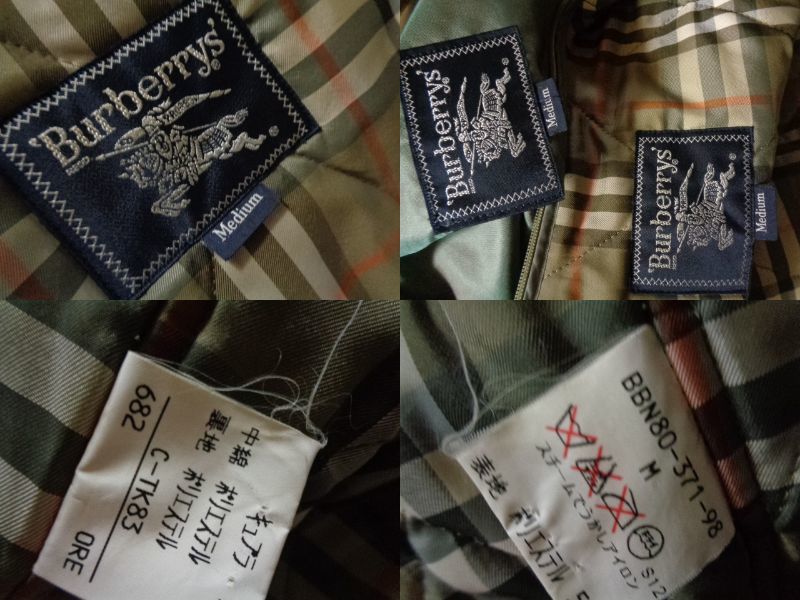 Burberrys'
Medium
'Burberrys'
Medium
'Burberrys'
Medium
682
C-TK83
ORE
中綿 ポリエステル
裏地 ポリエステル
キュプラ
BBN80-371-98
M
スチームでうかしアイロン
表地 ポリエステル